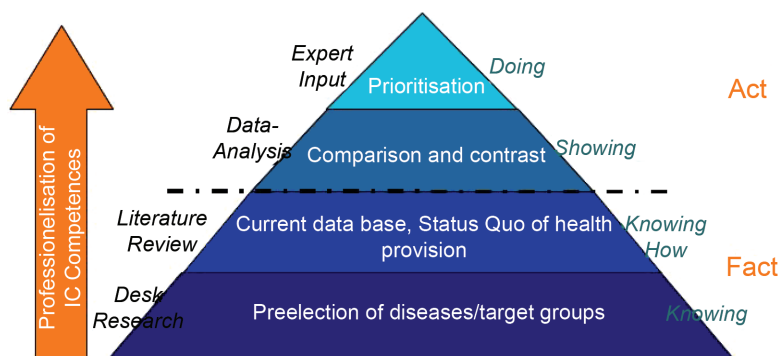 Professionelisation of
IC Competences
Expert
Input
Prioritisation
Doing
Act
Data-
Analysis
Comparison and contrast
Showing
Literature
Review
Current data base, Status Quo of health
provision
Knowing
How
Fact
Desk
Research
Preelection of diseases/target groups
Knowing